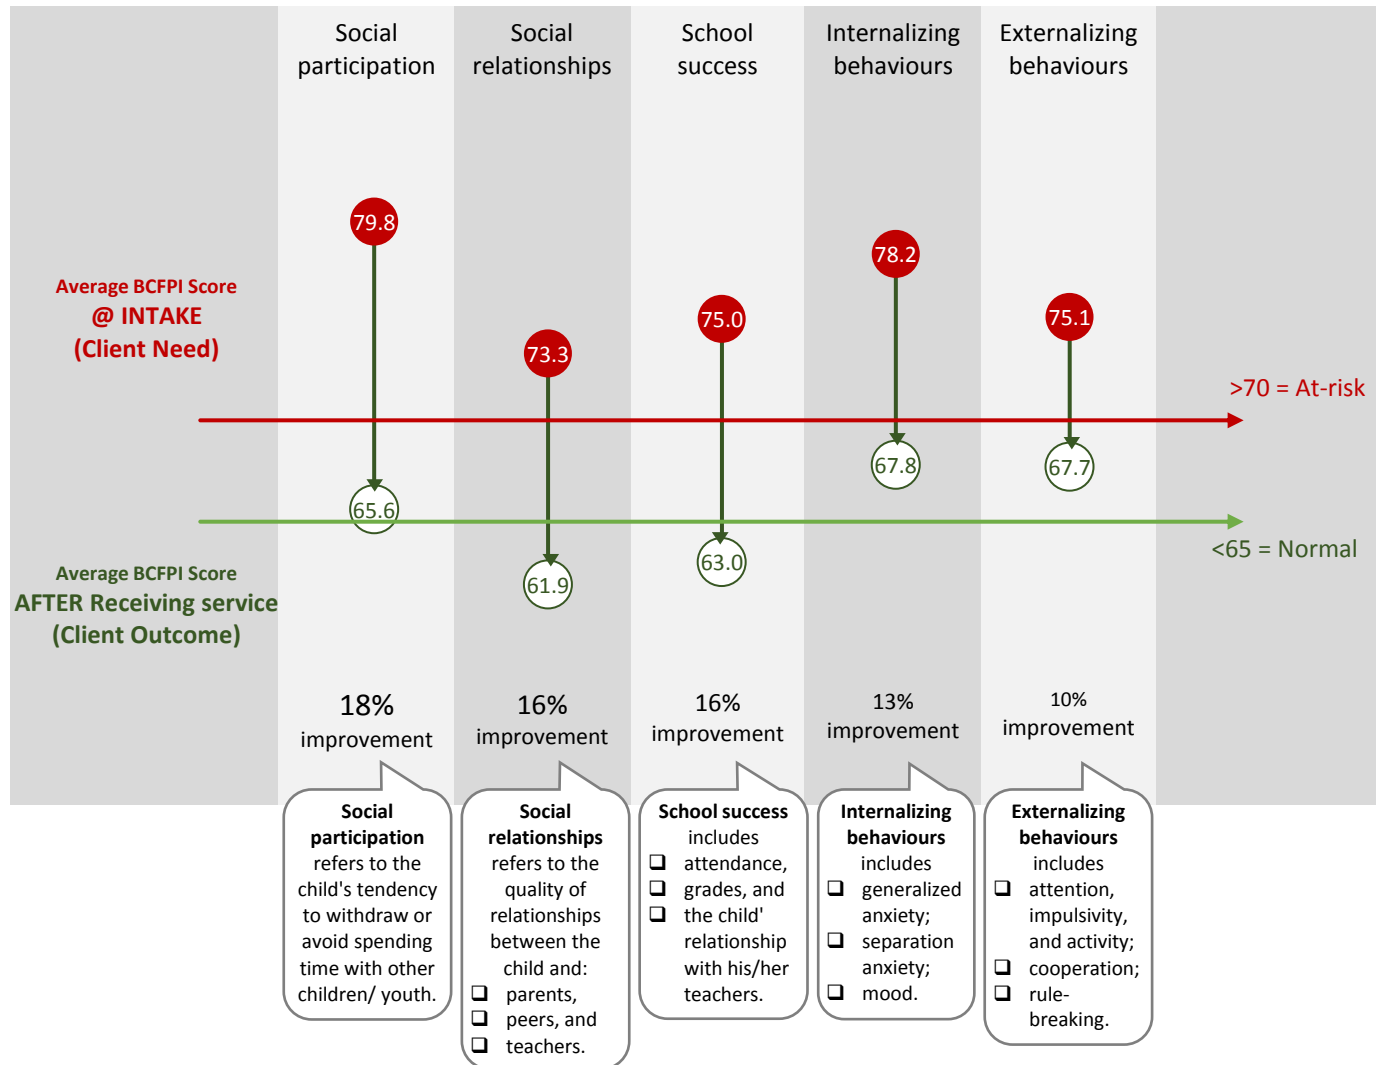 Social
participation
Social
relationships
School
success
Internalizing
behaviours
Externalizing
behaviours
79.8
78.2
75.0
75.1
73.3
Average BCFPI Score
@ INTAKE
(Client Need)
>70 = At-risk
67.8
67.7
65.6
<65 = Normal
63.0
61.9
Average BCFPI Score
AFTER Receiving service
(Client Outcome)
18%
improvement
16%
improvement
16%
improvement
13%
improvement
10%
improvement
Social
participation
refers to the
child's tendency
to withdraw or
avoid spending
time with other
children/ youth.
Social
relationships
refers to the
quality of
relationships
between the
child and:
❑ parents,
❑ peers, and
❑ teachers.
School success
includes
❑ attendance,
❑ grades, and
❑ the child'
relationship
with his/her
teachers.
Internalizing
behaviours
includes
❑ generalized
anxiety;
❑ separation
anxiety;
❑ mood.
Externalizing
behaviours
includes
❑ attention,
impulsivity,
and activity;
❑ cooperation;
❑ rule-
breaking.